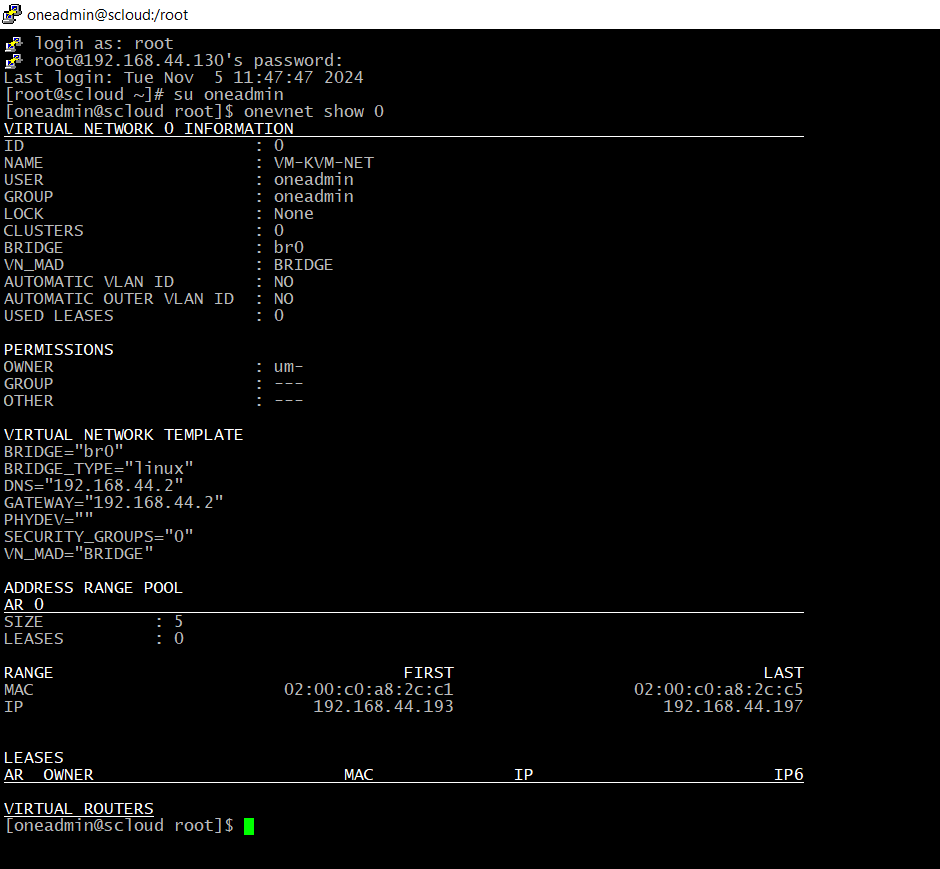 oneadmin@scloud:/root
login as: root
root@192.168.44.130's password:
Last login: Tue Nov  5 11:47:47 2024
[root@scloud ~]# su oneadmin
[oneadmin@scloud root]$ onevnet show 0
VIRTUAL NETWORK 0 INFORMATION
ID                       : 0
NAME                     : VM-KVM-NET
USER                     : oneadmin
GROUP                    : oneadmin
LOCK                     : None
CLUSTERS                 : 0
BRIDGE                   : br0
VN_MAD                   : BRIDGE
AUTOMATIC VLAN ID        : NO
AUTOMATIC OUTER VLAN ID  : NO
USED LEASES              : 0
PERMISSIONS
OWNER                    : um-
GROUP                    : ---
OTHER                    : ---
VIRTUAL NETWORK TEMPLATE
BRIDGE="br0"
BRIDGE_TYPE="linux"
DNS="192.168.44.2"
GATEWAY="192.168.44.2"
PHYDEV=""
SECURITY_GROUPS="0"
VN_MAD="BRIDGE"
ADDRESS RANGE POOL
AR 0
SIZE           : 5
LEASES         : 0
RANGE                                   FIRST                               LAST
MAC                         02:00:c0:a8:2c:c1                  02:00:c0:a8:2c:c5
IP                             192.168.44.193                     192.168.44.197
LEASES
AR  OWNER                         MAC              IP                        IP6
VIRTUAL ROUTERS
[oneadmin@scloud root]$